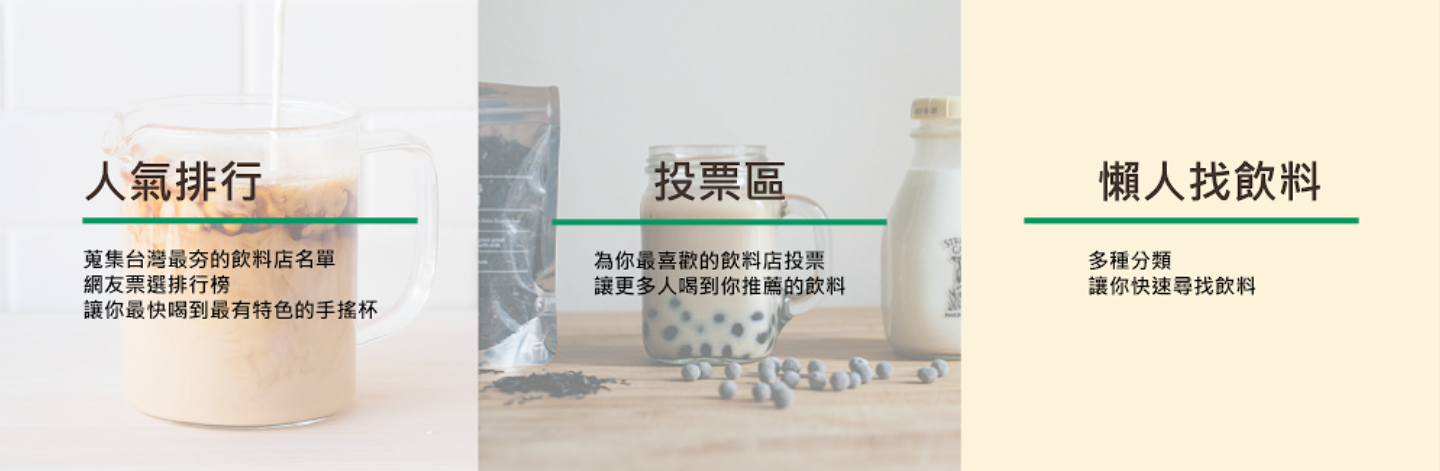 人氣排行
蒐集台灣最夯的飲料店名單
網友票選排行榜
讓你最快喝到最有特色的手搖杯
投票區
為你最喜歡的飲料店投票
讓更多人喝到你推薦的飲料
懶人找飲料
多種分類
讓你快速尋找飲料